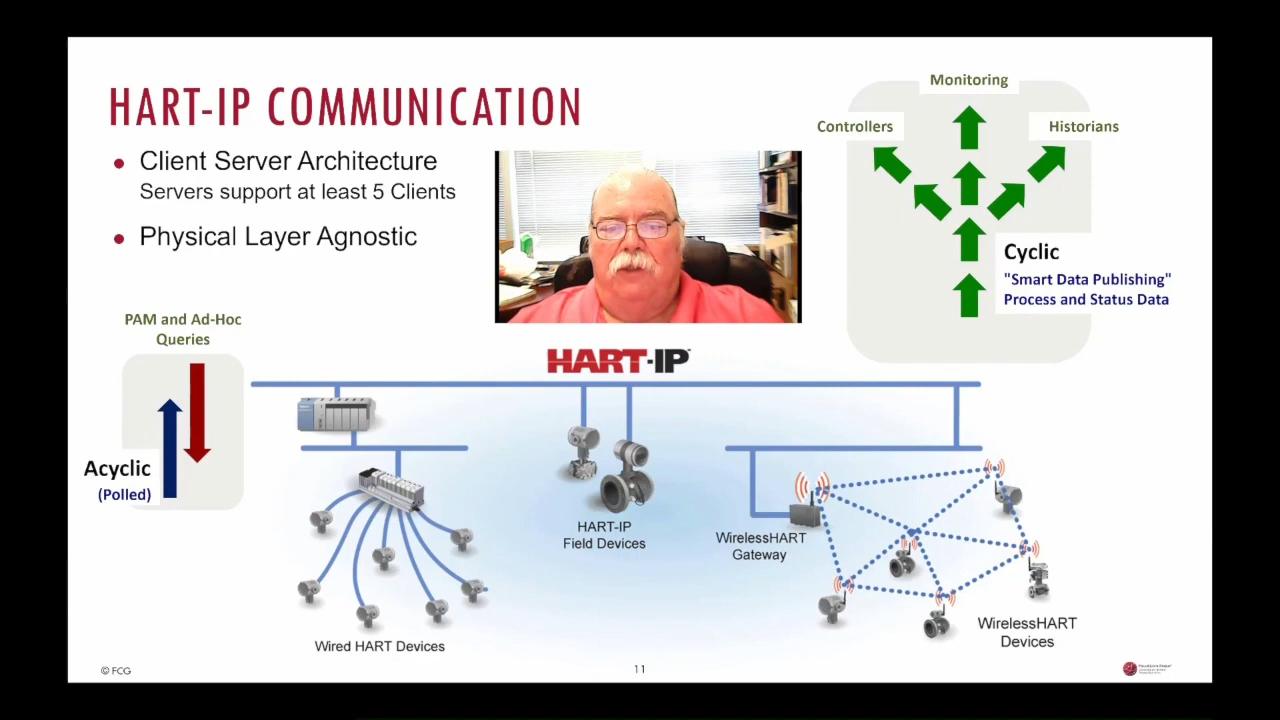 HART-IP COMMUNICATION
Client Server Architecture
Servers support at least 5 Clients
Physical Layer Agnostic
Monitoring
Controllers
Historians
Cyclic
"Smart Data Publishing"
Process and Status Data
PAM and Ad-Hoc
Queries
Acyclic
(Polled)
HART-IP
HART-IP
Field Devices
WirelessHART
Gateway
Wired HART Devices
WirelessHART
Devices
© FCG
11